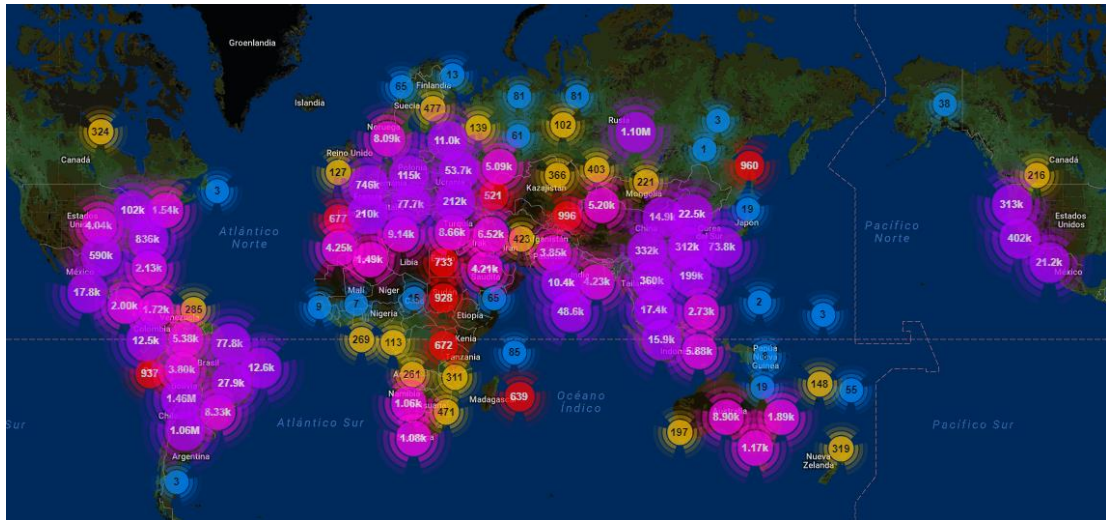 Groenlandia
Islandia
13
Finlandia
65
81
81
38
Suecia
477
3
324
139
102
Rusia
1.10M
61
Noruega
8.09k
11.0k
1
Canadá
Reino Unido
127
115k
53.7k
5.09k
366
403
221
960
Canadá
216
Kazajistán
Mongolia
746k
3
521
102k
1.54k
77.7k
212k
5.20k
19
Japón
313k
Estados
Unidos
Estados
4.04k
677
210k
996
14.9k
22.5k
Pacífico
Norte
Atlántico
Norte
836k
9.14k
8.66k
6.52k
423
Afganistán
332k
312k
73.8k
402k
590k
4.25k
1.49k
Libia
733
3.85k
China
México
2.13k
4.21k
10.4k
4.23k
360k
199k
21.2k
México
17.8k
Malí
Níger
15
928
65
2.00k
1.72k
285
9
7
Nigeria
Etiopía
48.6k
17.4k
2.73k
2
3
12.5k
5.38k
77.8k
269
113
672
Kenia
Tanzania
85
15.9k
5.88k
Papúa
Nueva
Guinea
937
3.80k
Brasil
12.6k
261
311
19
148
55
27.9k
1.46M
Namibia
1.06k
Madagascar
639
Océano
Índico
8.33k
471
8.90k
1.89k
Sur
Chile
1.06M
Atlántico Sur
1.08k
197
1.17k
Pacífico Sur
Argentina
Nueva
Zelanda
319
3